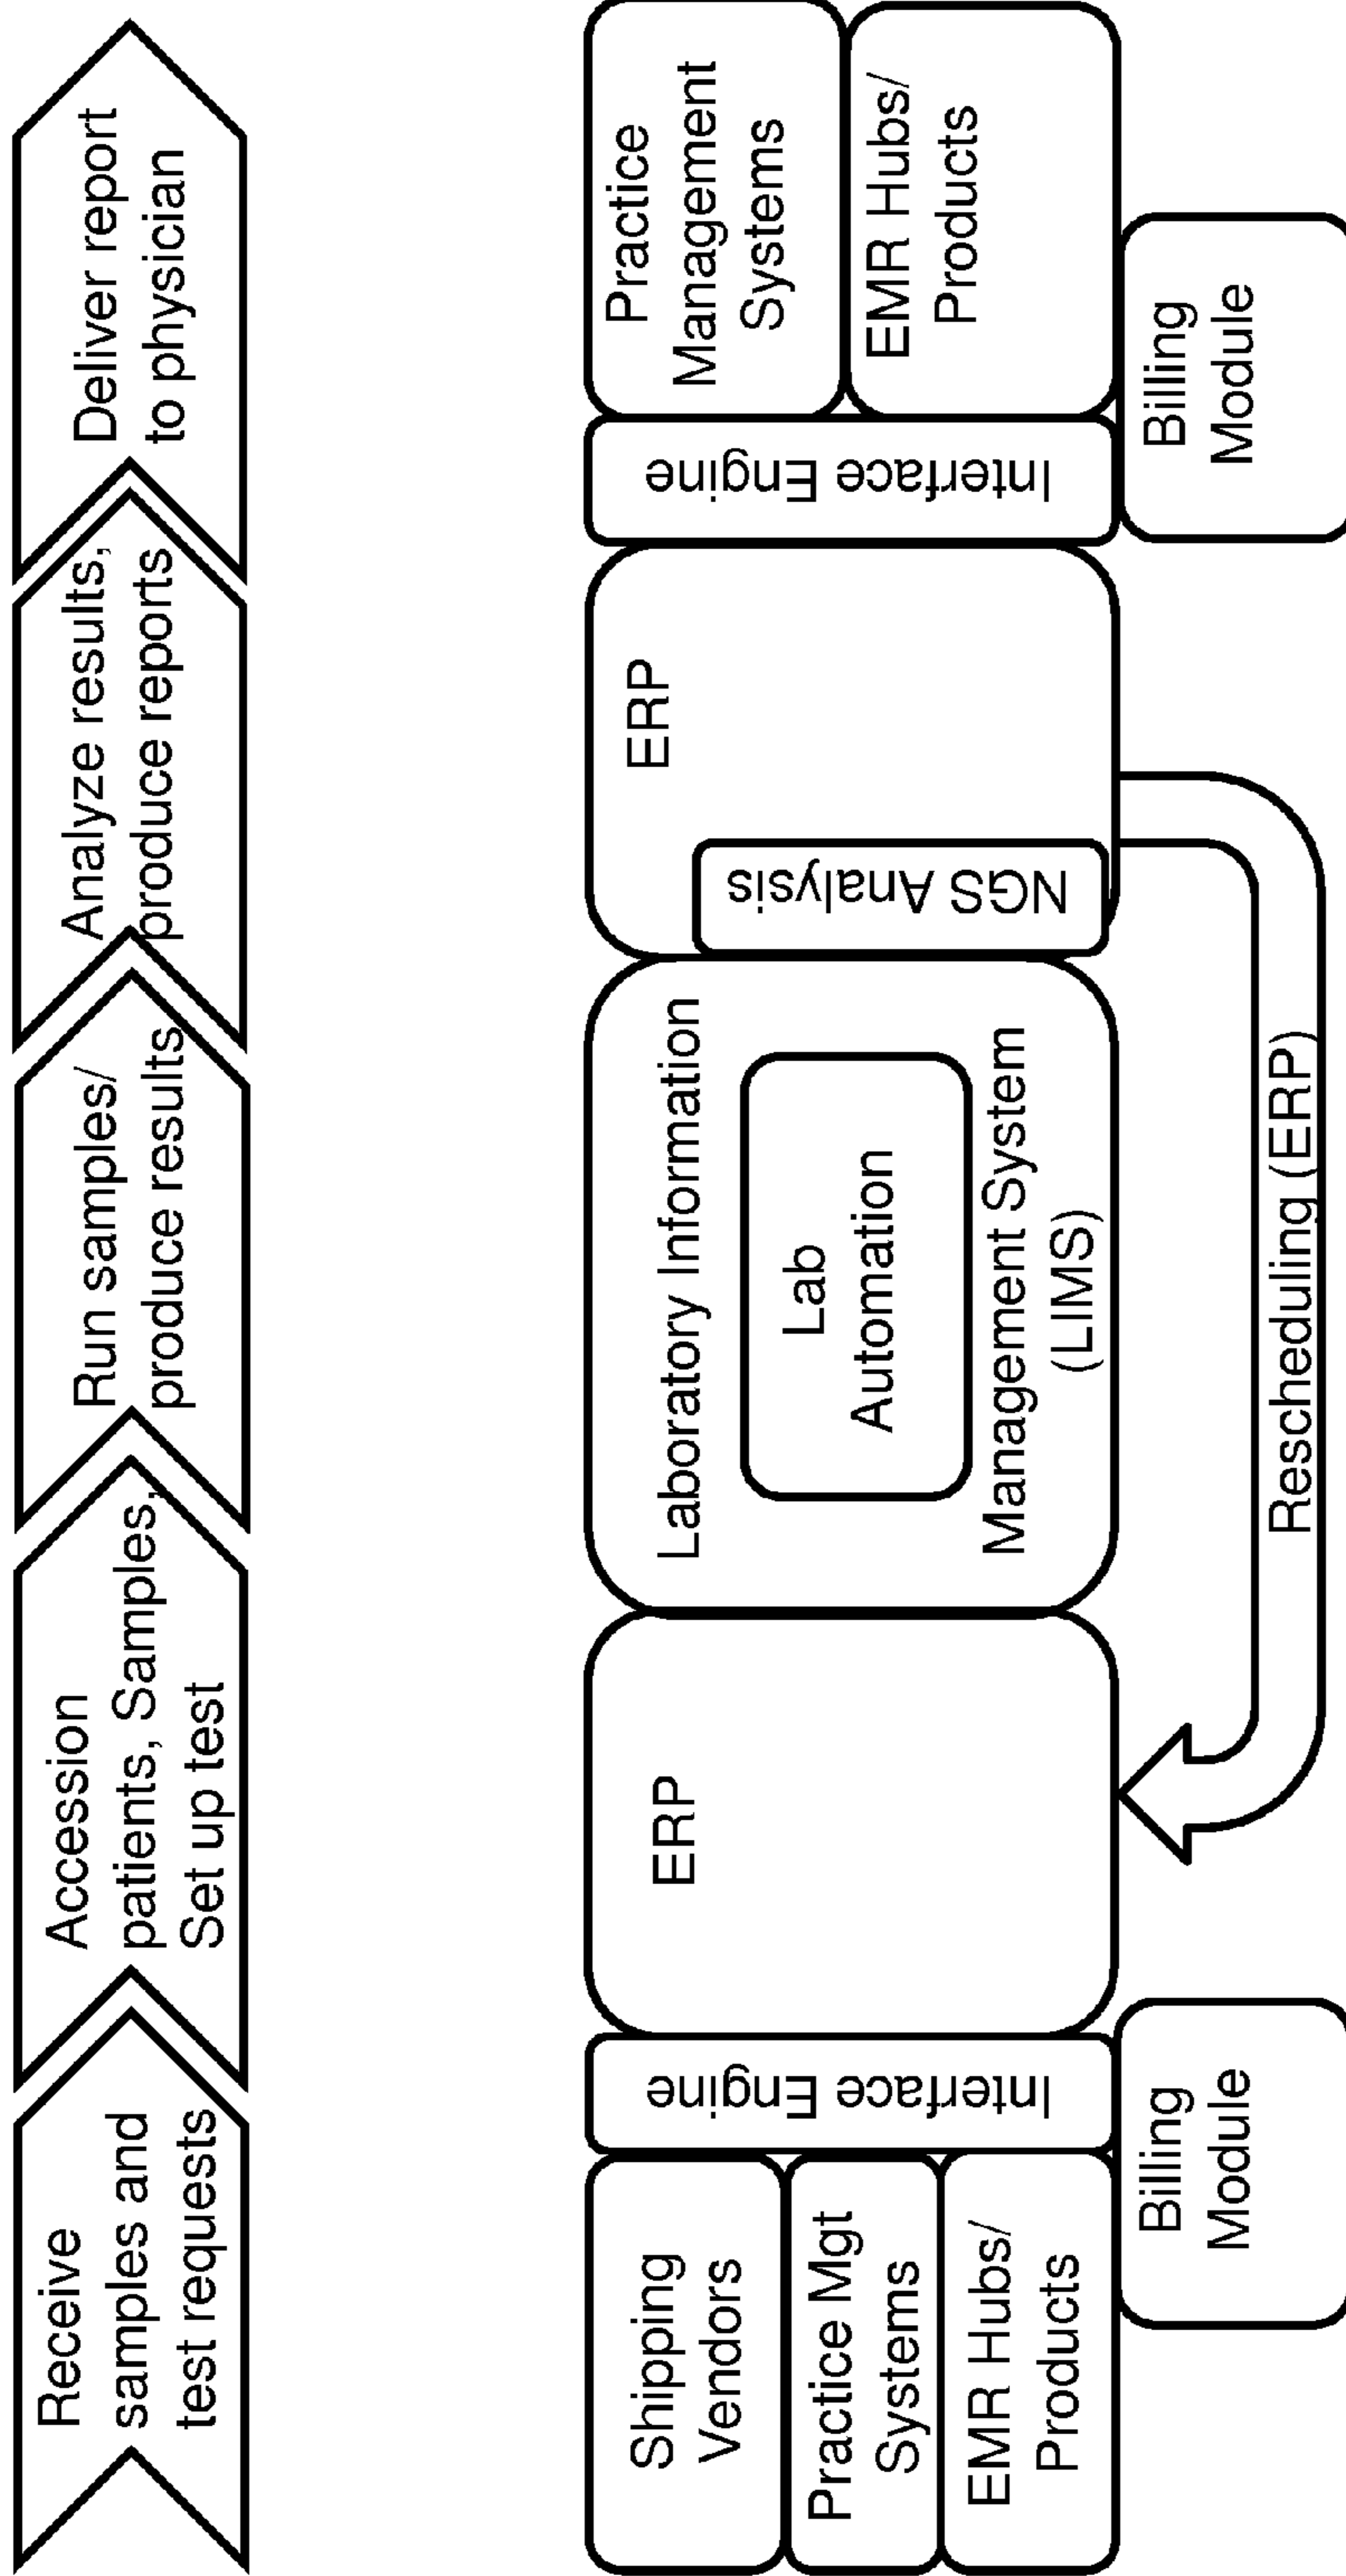 Receive
samples and
test requests
Accession
patients, Samples,
Set up test
Run samples/
produce results
Analyze results,
produce reports
Deliver report
to physician
Shipping
Vendors
Practice Mgt
Systems
EMR Hubs/
Products
Interface Engine
Billing
Module
ERP
Laboratory Information
Lab
Automation
Management System
(LIMS)
NGS Analysis
ERP
Rescheduling (ERP)
Interface Engine
Practice
Management
Systems
EMR Hubs/
Products
Billing
Module